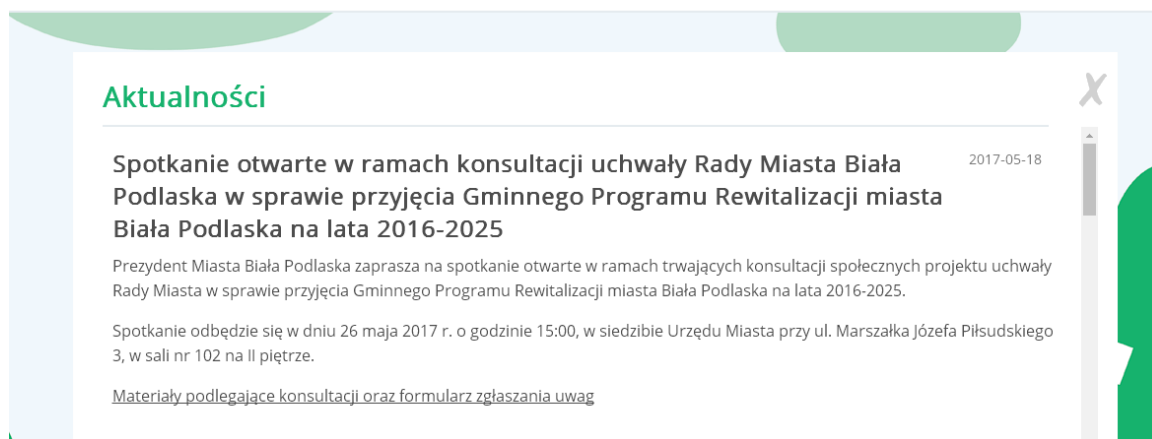 Aktualności
Spotkanie otwarte w ramach konsultacji uchwały Rady Miasta Biała
2017-05-18
Podlaska w sprawie przyjęcia Gminnego Programu Rewitalizacji miasta
Biała Podlaska na lata 2016-2025
Prezydent Miasta Biała Podlaska zaprasza na spotkanie otwarte w ramach trwających konsultacji społecznych projektu uchwały
Rady Miasta w sprawie przyjęcia Gminnego Programu Rewitalizacji miasta Biała Podlaska na lata 2016-2025.
Spotkanie odbędzie się w dniu 26 maja 2017 r. o godzinie 15:00, w siedzibie Urzędu Miasta przy ul. Marszałka Józefa Piłsudskiego
3, w sali nr 102 na II piętrze.
Materiały podlegające konsultacji oraz formularz zgłaszania uwag